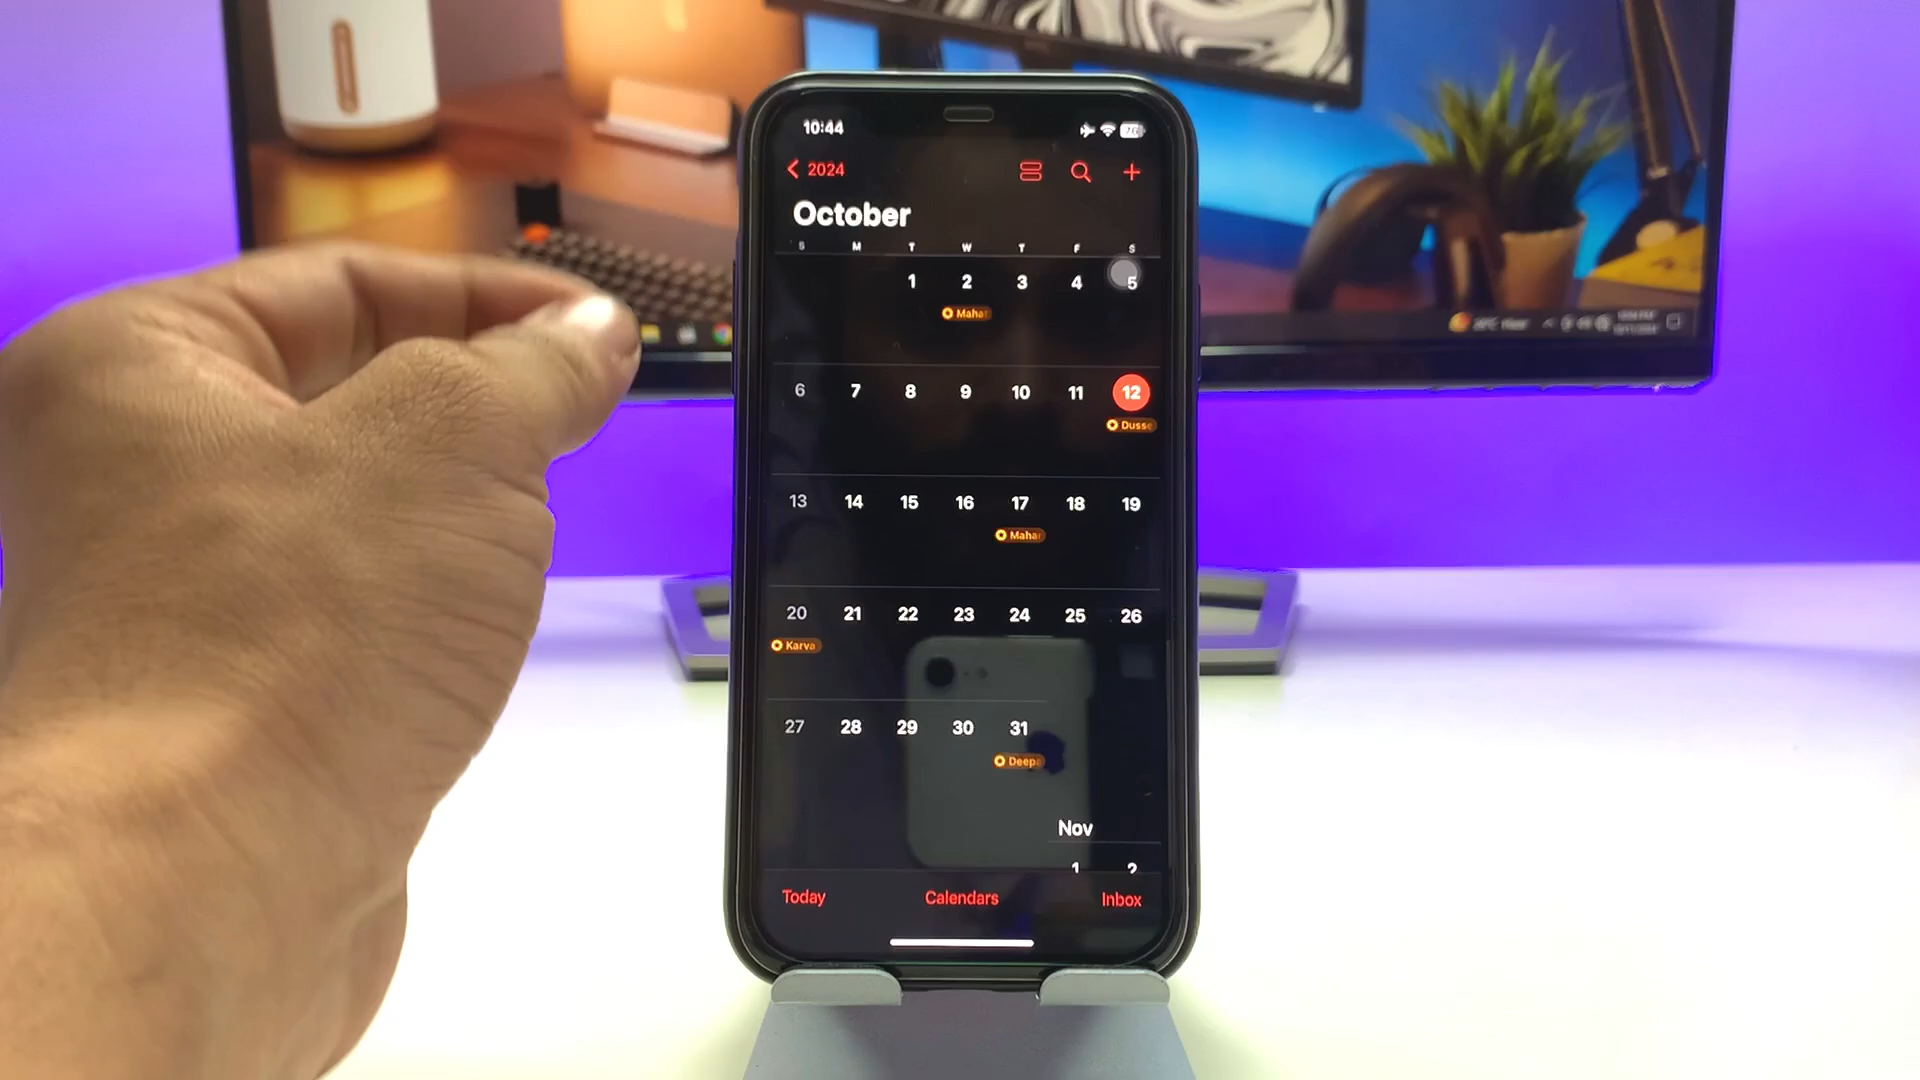 10:44
76
2024
October
S M T W T F S
1 2 3 4 5
Maha
6 7 8 9 10 11 12
Dusse
13 14 15 16 17 18 19
Mahar
20 21 22 23 24 25 26
Karva
27 28 29 30 31
Deepa
Nov
1 2
Today Calendars Inbox